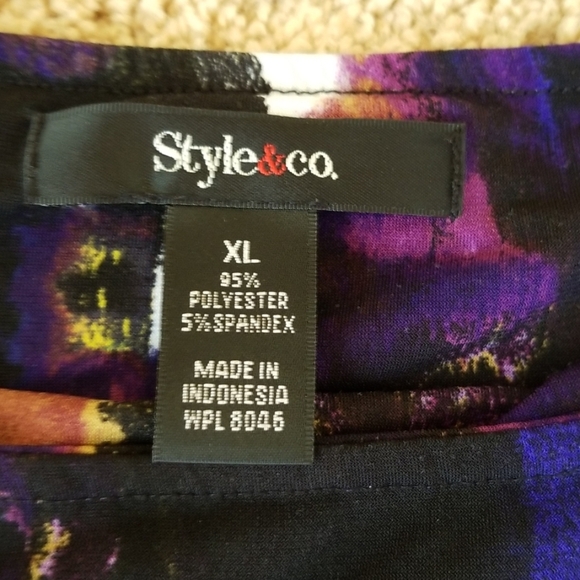 Style&co.
XL
95%
POLYESTER
5%SPANDEX
MADE IN
INDONESIA
WPL 8046